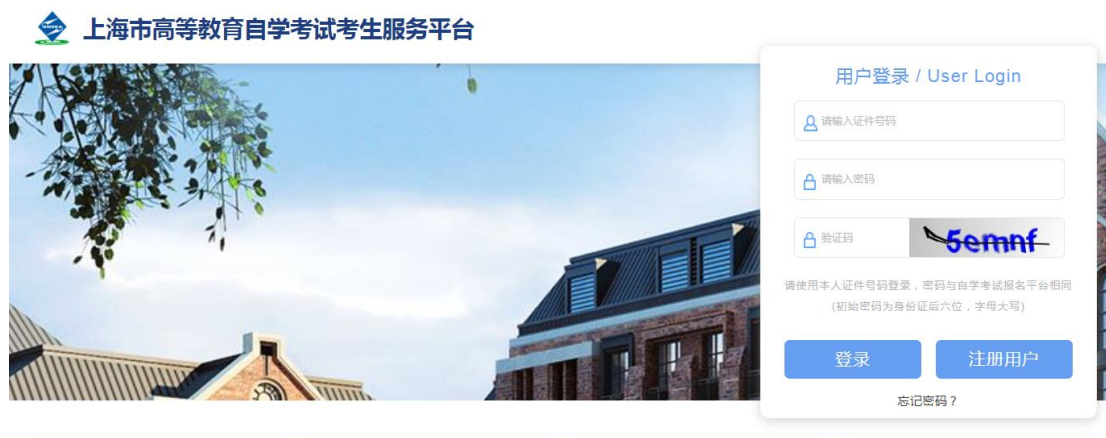 上海市高等教育自学考试考生服务平台
用户登录 / User Login
请输入证件号码
请输入密码
验证码
5emnf
请使用本人证件号码登录，密码与自学考试报名平台相同
(初始密码为身份证后六位，字母大写)
登录
注册用户
忘记密码？